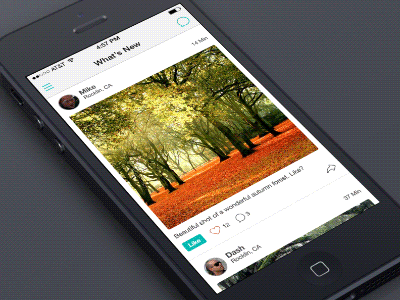 AT&T 4:57 PM
What's New
Mike 14 Min
Rocklin, CA
Beautiful shot of a wonderful autumn forest. Like?
Like 12 3
37 Min
Dash
Rocklin, CA